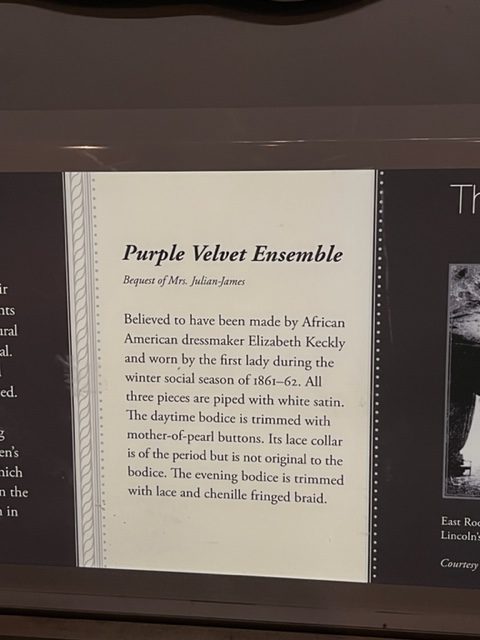 Purple Velvet Ensemble
Bequest of Mrs. Julian-James
Believed to have been made by African
American dressmaker Elizabeth Keckly
and worn by the first lady during the
winter social season of 1861–62. All
three pieces are piped with white satin.
The daytime bodice is trimmed with
mother-of-pearl buttons. Its lace collar
is of the period but is not original to the
bodice. The evening bodice is trimmed
with lace and chenille fringed braid.
East
Lincoln's
Courtesy